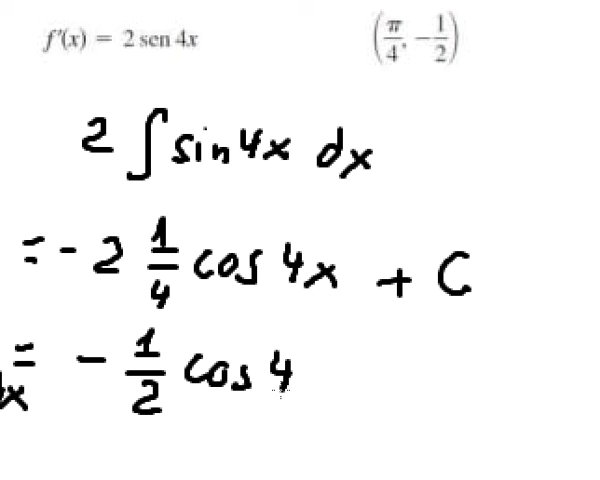 f'(x) = 2 sen 4x (π/4, -1/2)
2 ∫ sin 4x dx
= - 2 1/4 cos 4x + C
= - 1/2 cos 4
x